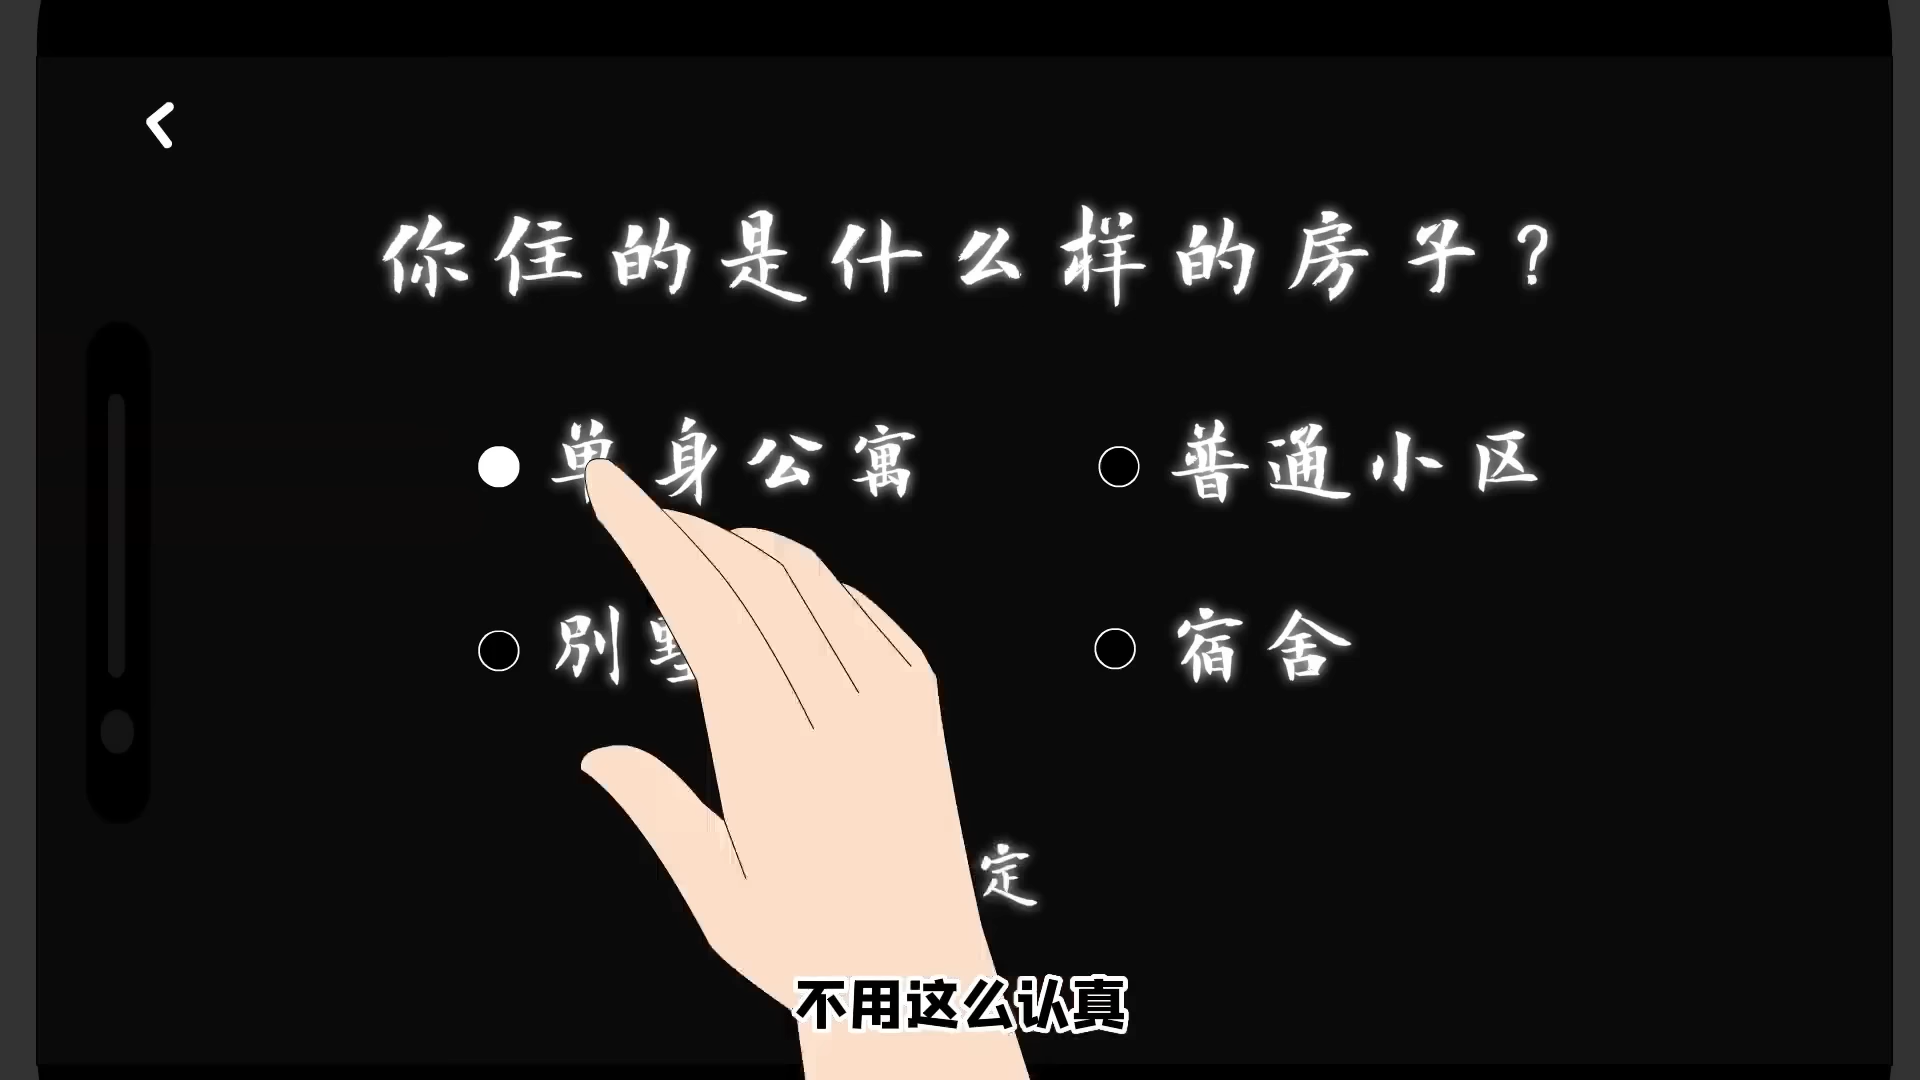 你住的是什么样的房子？
单身公寓
普通小区
别墅
宿舍
定
不用这么认真